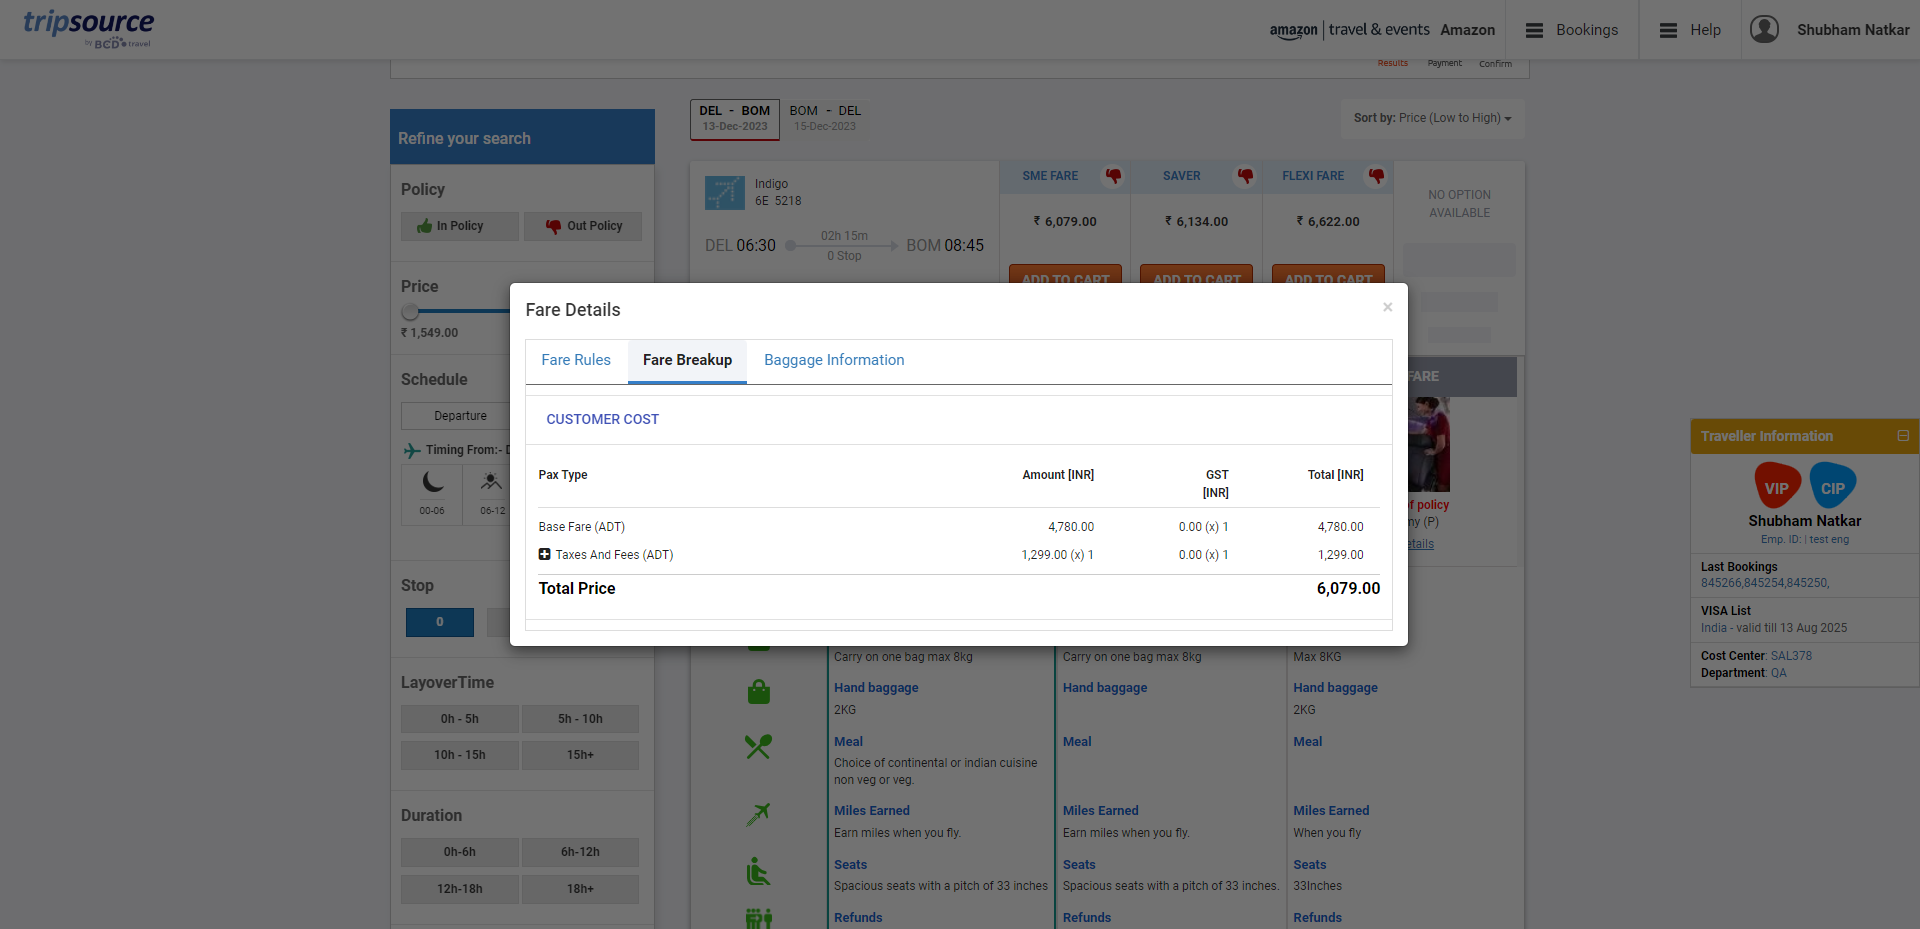 tripsource
by BCD travel
amazon | travel & events Amazon
Bookings
Help
Shubham Natkar
Results Payment Confirm
Refine your search
Policy
In Policy Out Policy
Price
₹ 1,549.00
Schedule
Departure
Timing From:-
00-06 06-12
Stop
0
LayoverTime
0h - 5h 5h - 10h
10h - 15h 15h+
Duration
0h-6h 6h-12h
12h-18h 18h+
DEL - BOM BOM - DEL
13-Dec-2023 15-Dec-2023
Sort by: Price (Low to High)
Indigo
6E 5218
DEL 06:30 02h 15m BOM 08:45
0 Stop
SME FARE SAVER FLEXI FARE
₹ 6,079.00 ₹ 6,134.00 ₹ 6,622.00
ADD TO CART ADD TO CART ADD TO CART
NO OPTION
AVAILABLE
Fare Details ×
Fare Rules Fare Breakup Baggage Information
CUSTOMER COST
Pax Type Amount [INR] GST [INR] Total [INR]
Base Fare (ADT) 4,780.00 0.00 (x) 1 4,780.00
Taxes And Fees (ADT) 1,299.00 (x) 1 0.00 (x) 1 1,299.00
Total Price 6,079.00
FARE
of policy
my (P)
etails
Carry on one bag max 8kg Carry on one bag max 8kg Max 8KG
Hand baggage Hand baggage Hand baggage
2KG 2KG
Meal Meal Meal
Choice of continental or indian cuisine
non veg or veg.
Miles Earned Miles Earned Miles Earned
Earn miles when you fly. Earn miles when you fly. When you fly
Seats Seats Seats
Spacious seats with a pitch of 33 inches Spacious seats with a pitch of 33 inches. 33Inches
Refunds Refunds Refunds
Traveller Information
VIP CIP
Shubham Natkar
Emp. ID: | test eng
Last Bookings
845266,845254,845250,
VISA List
India - valid till 13 Aug 2025
Cost Center: SAL378
Department: QA